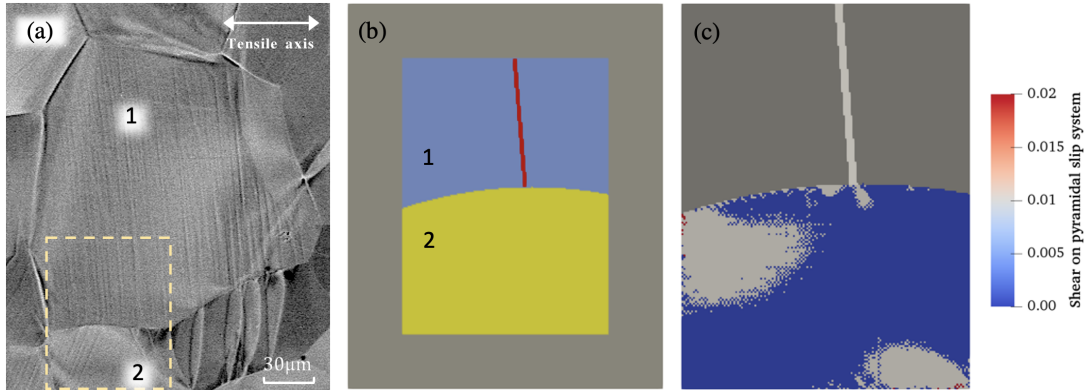 (a)
Tensile axis
1
2
30μm
(b)
1
2
(c)
0.02
0.015
0.01
0.005
0.00
Shear on pyramidal slip system